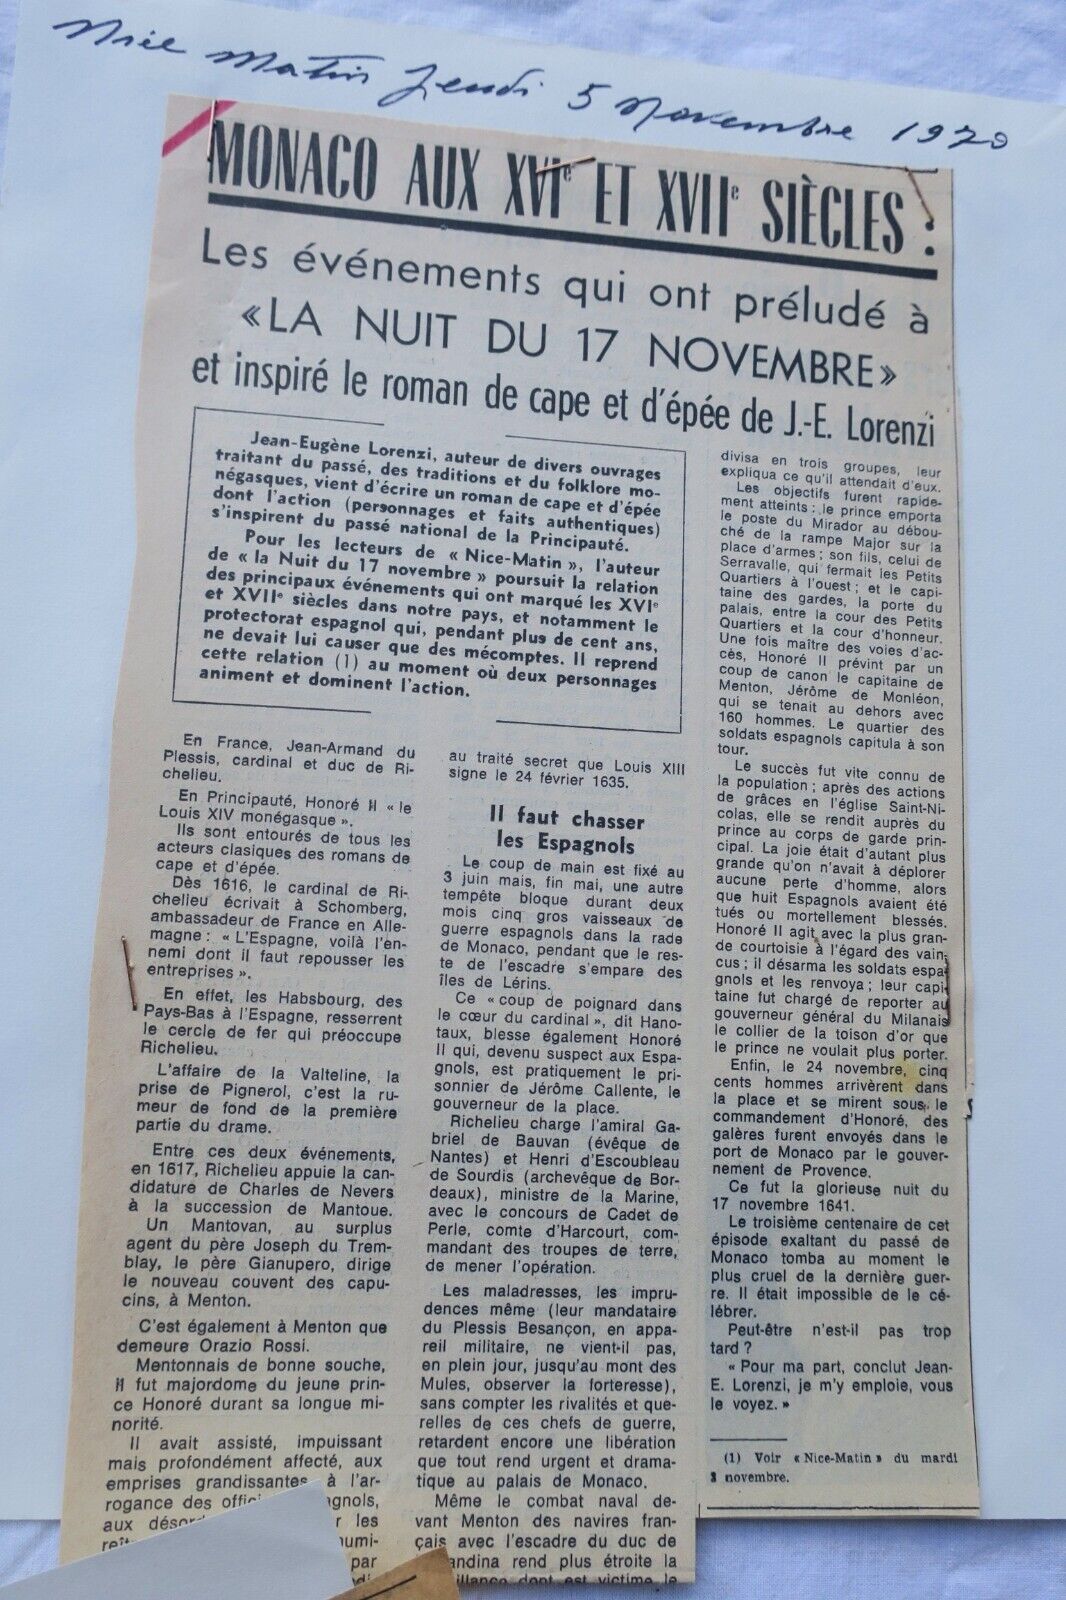 Nice Matin Jeudi 5 Novembre 1970
MONACO AUX XVIe ET XVIIe SIÈCLES :
Les événements qui ont préludé à
«LA NUIT DU 17 NOVEMBRE»
et inspiré le roman de cape et d'épée de J.-E. Lorenzi
Jean-Eugène Lorenzi, auteur de divers ouvrages
traitant du passé, des traditions et du folklore mo-
négasques, vient d'écrire un roman de cape et d'épée
dont l'action (personnages et faits authentiques)
s'inspirent du passé national de la Principauté.
Pour les lecteurs de « Nice-Matin », l'auteur
de « la Nuit du 17 novembre » poursuit la relation
des principaux événements qui ont marqué les XVIe
et XVIIe siècles dans notre pays, et notamment le
protectorat espagnol qui, pendant plus de cent ans,
ne devait lui causer que des mécomptes. Il reprend
cette relation (1) au moment où deux personnages
animent et dominent l'action.
En France, Jean-Armand du
Plessis, cardinal et duc de Ri-
chelieu.
En Principauté, Honoré II « le
Louis XIV monégasque ».
Ils sont entourés de tous les
acteurs clasiques des romans de
cape et d'épée.
Dès 1616, le cardinal de Ri-
chelieu écrivait à Schomberg,
ambassadeur de France en Alle-
magne : « L'Espagne, voilà l'en-
nemi dont il faut repousser les
entreprises ».
En effet, les Habsbourg, des
Pays-Bas à l'Espagne, resserrent
le cercle de fer qui préoccupe
Richelieu.
L'affaire de la Valteline, la
prise de Pignerol, c'est la ru-
meur de fond de la première
partie du drame.
Entre ces deux événements,
en 1617, Richelieu appuie la can-
didature de Charles de Nevers
à la succession de Mantoue.
Un Mantovan, au surplus
agent du père Joseph du Trem-
blay, le père Gianupero, dirige
le nouveau couvent des capu-
cins, à Menton.
C'est également à Menton que
demeure Orazio Rossi.
Mentonnais de bonne souche,
il fut majordome du jeune prin-
ce Honoré durant sa longue mi-
norité.
Il avait assisté, impuissant
mais profondément affecté, aux
emprises grandissantes à l'ar-
rogance des offici gnols,
aux désor r les
reît numi-
par
au traité secret que Louis XIII
signe le 24 février 1635.
Il faut chasser
les Espagnols
Le coup de main est fixé au
3 juin mais, fin mai, une autre
tempête bloque durant deux
mois cinq gros vaisseaux de
guerre espagnols dans la rade
de Monaco, pendant que le res-
te de l'escadre s'empare des
îles de Lérins.
Ce « coup de poignard dans
le cœur du cardinal », dit Hano-
taux, blesse également Honoré
II qui, devenu suspect aux Espa-
gnols, est pratiquement le pri-
sonnier de Jérôme Callente, le
gouverneur de la place.
Richelieu charge l'amiral Ga-
briel de Bauvan (évêque de
Nantes) et Henri d'Escoubleau
de Sourdis (archevêque de Bor-
deaux), ministre de la Marine,
avec le concours de Cadet de
Perle, comte d'Harcourt, com-
mandant des troupes de terre,
de mener l'opération.
Les maladresses, les impru-
dences même (leur mandataire
du Plessis Besançon, en appa-
reil militaire, ne vient-il pas,
en plein jour, jusqu'au mont des
Mules, observer la forteresse),
sans compter les rivalités et que-
relles de ces chefs de guerre,
retardent encore une libération
que tout rend urgent et drama-
tique au palais de Monaco.
Même le combat naval de-
vant Menton des navires fran-
çais avec l'escadre du duc de
andina rend plus étroite la
illance dont est victime le
divisa en trois groupes, leur
expliqua ce qu'il attendait d'eux.
Les objectifs furent rapide-
ment atteints : le prince emporta
le poste du Mirador au débou-
ché de la rampe Major sur la
place d'armes ; son fils, celui de
Serravalle, qui fermait les Petits
Quartiers à l'ouest ; et le capi-
taine des gardes, la porte du
palais, entre la cour des Petits
Quartiers et la cour d'honneur.
Une fois maître des voies d'ac-
cès, Honoré II prévint par un
coup de canon le capitaine de
Menton, Jérôme de Monléon,
qui se tenait au dehors avec
160 hommes. Le quartier des
soldats espagnols capitula à son
tour.
Le succès fut vite connu de
la population ; après des actions
de grâces en l'église Saint-Ni-
colas, elle se rendit auprès du
prince au corps de garde prin-
cipal. La joie était d'autant plus
grande qu'on n'avait à déplorer
aucune perte d'homme, alors
que huit Espagnols avaient été
tués ou mortellement blessés.
Honoré II agit avec la plus gran-
de courtoisie à l'égard des vain-
cus ; il désarma les soldats espa-
gnols et les renvoya ; leur capi-
taine fut chargé de reporter au
gouverneur général du Milanais
le collier de la toison d'or que
le prince ne voulait plus porter.
Enfin, le 24 novembre, cinq
cents hommes arrivèrent dans
la place et se mirent sous le
commandement d'Honoré, des
galères furent envoyés dans le
port de Monaco par le gouver-
nement de Provence.
Ce fut la glorieuse nuit du
17 novembre 1641.
Le troisième centenaire de cet
épisode exaltant du passé de
Monaco tomba au moment le
plus cruel de la dernière guer-
re. Il était impossible de le cé-
lébrer.
Peut-être n'est-il pas trop
tard ?
« Pour ma part, conclut Jean-
E. Lorenzi, je m'y emploie, vous
le voyez. »
(1) Voir « Nice-Matin » du mardi
3 novembre.